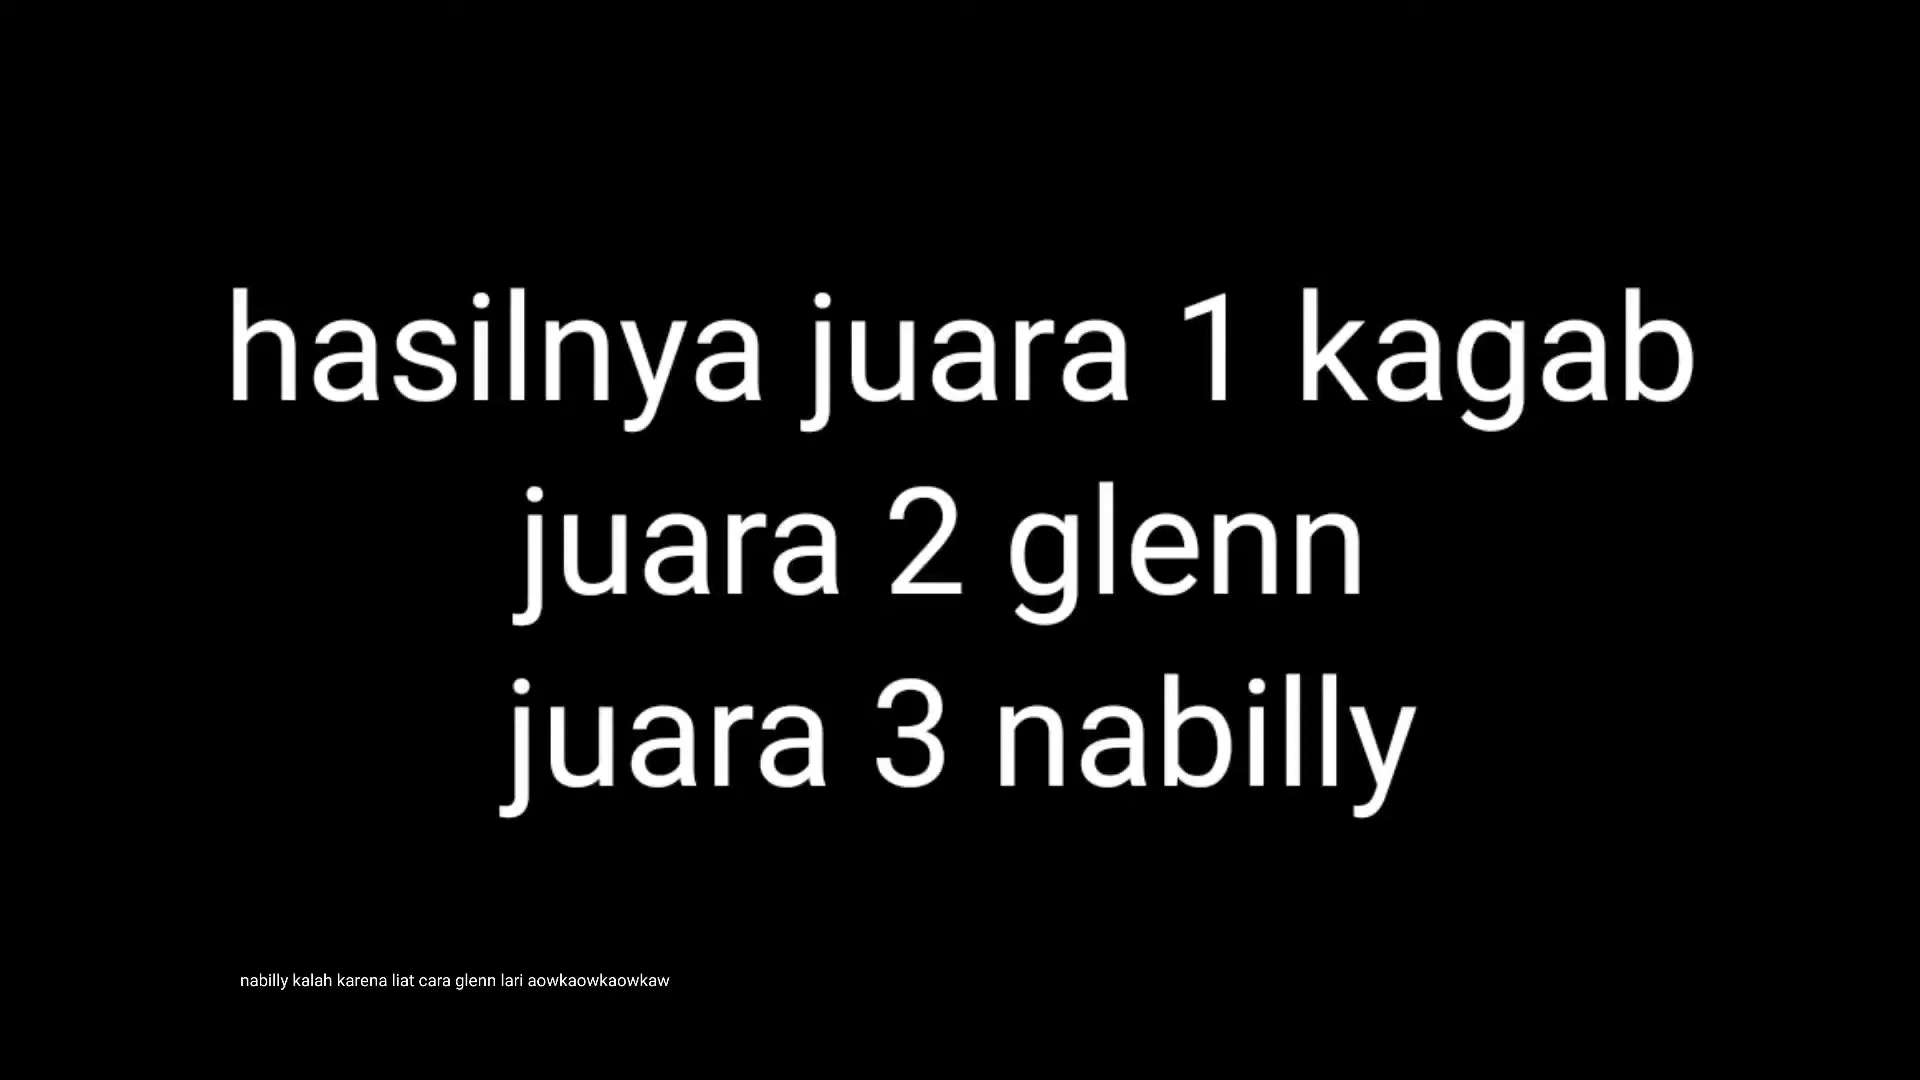 hasilnya juara 1 kagab
juara 2 glenn
juara 3 nabilly
nabilly kalah karena liat cara glenn lari aowkaowkaowkaw